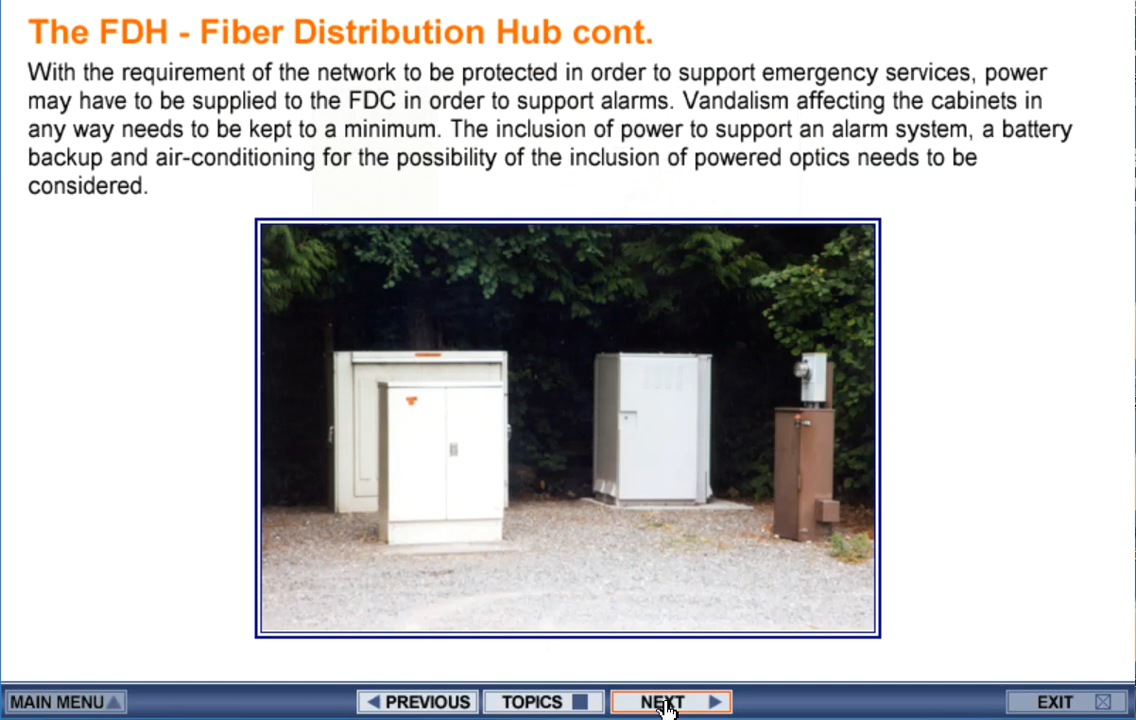 The FDH - Fiber Distribution Hub cont.
With the requirement of the network to be protected in order to support emergency services, power
may have to be supplied to the FDC in order to support alarms. Vandalism affecting the cabinets in
any way needs to be kept to a minimum. The inclusion of power to support an alarm system, a battery
backup and air-conditioning for the possibility of the inclusion of powered optics needs to be
considered.
MAIN MENU PREVIOUS TOPICS NEXT EXIT